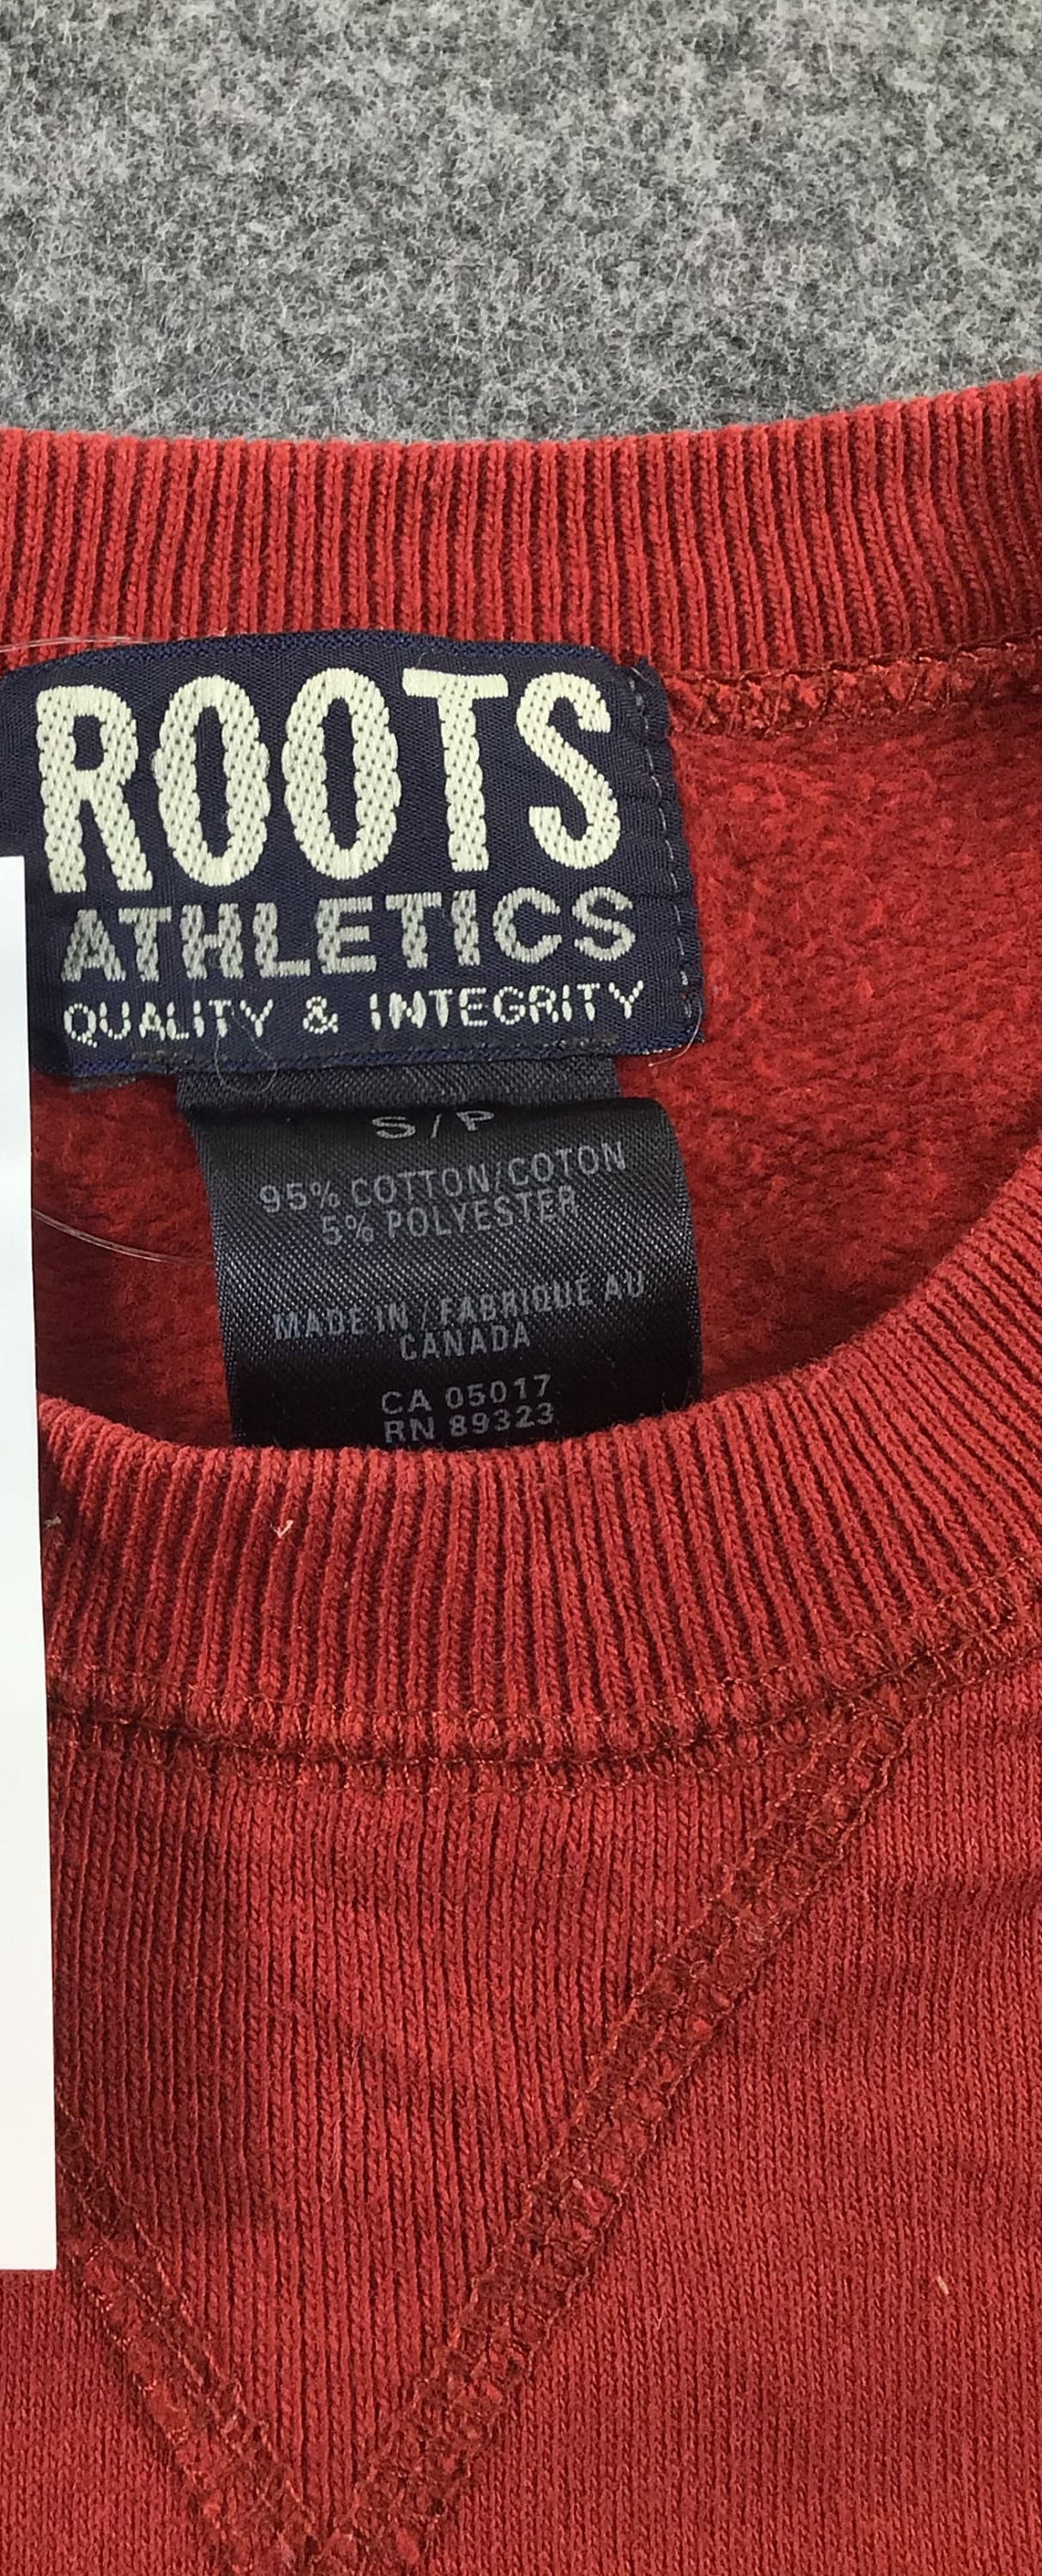 ROOTS
ATHLETICS
QUALITY & INTEGRITY
S/P
95% COTTON/COTON
5% POLYESTER
MADE IN/FABRIQUÉ AU
CANADA
CA 05017
RN 89323